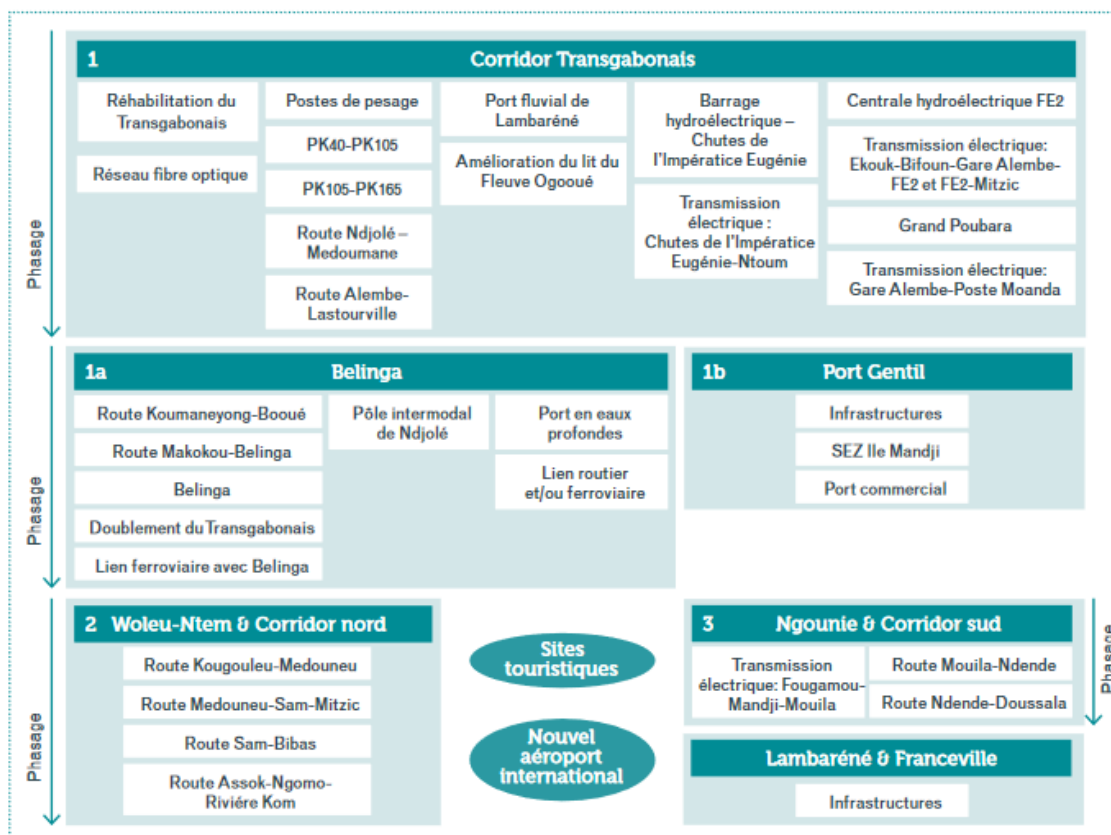 Phasage
1 Corridor Transgabonais
Réhabilitation du
Transgabonais
Réseau fibre optique
Postes de pesage
PK40-PK105
PK105-PK165
Route Ndjolé –
Medoumane
Route Alembe-
Lastourville
Port fluvial de
Lambaréné
Amélioration du lit du
Fleuve Ogooué
Barrage
hydroélectrique –
Chutes de
l'Impératice Eugénie
Transmission
électrique :
Chutes de l'Impératice
Eugénie-Ntoum
Centrale hydroélectrique FE2
Transmission électrique:
Ekouk-Bifoun-Gare Alembe-
FE2 et FE2-Mitzic
Grand Poubara
Transmission électrique:
Gare Alembe-Poste Moanda
Phasage
1a Belinga
Route Koumaneyong-Booué
Route Makokou-Belinga
Belinga
Doublement du Transgabonais
Lien ferroviaire avec Belinga
Pôle intermodal
de Ndjolé
Port en eaux
profondes
Lien routier
et/ou ferroviaire
1b Port Gentil
Infrastructures
SEZ Ile Mandji
Port commercial
Phasage
2 Woleu-Ntem & Corridor nord
Route Kougouleu-Medouneu
Route Medouneu-Sam-Mitzic
Route Sam-Bibas
Route Assok-Ngomo-
Riviére Kom
Sites
touristiques
Nouvel
aéroport
international
3 Ngounie & Corridor sud
Transmission
électrique: Fougamou-
Mandji-Mouila
Route Mouila-Ndende
Route Ndende-Doussala
Phasage
Lambaréné & Franceville
Infrastructures